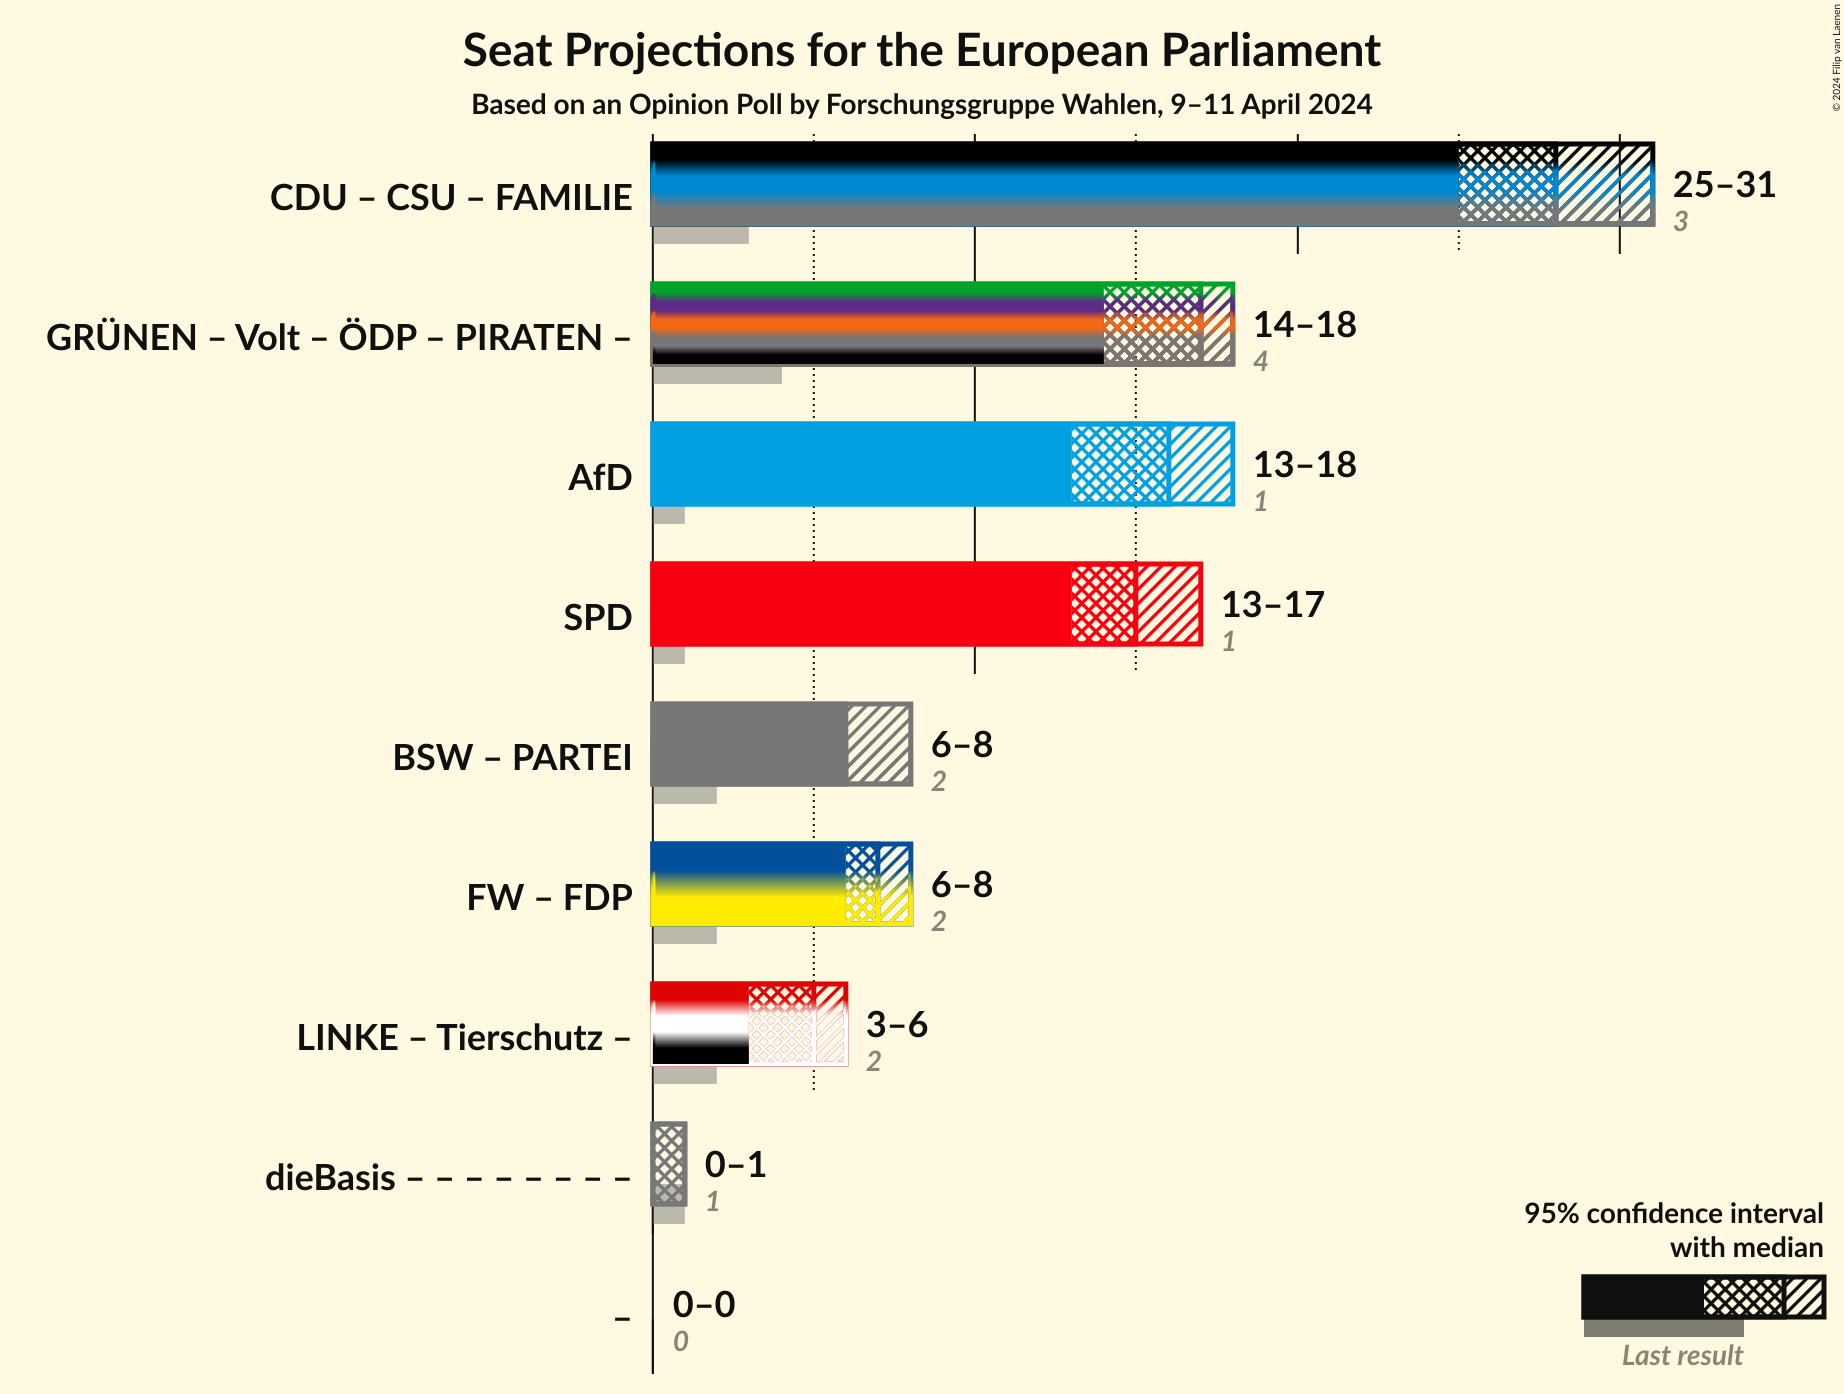 Seat Projections for the European Parliament
Based on an Opinion Poll by Forschungsgruppe Wahlen, 9–11 April 2024
© 2024 Filip van Laenen
CDU – CSU – FAMILIE
25–31
3
GRÜNEN – Volt – ÖDP – PIRATEN –
14–18
4
AfD
13–18
1
SPD
13–17
1
BSW – PARTEI
6–8
2
FW – FDP
6–8
2
LINKE – Tierschutz –
3–6
2
dieBasis – – – – – – – –
0–1
1
–
0–0
0
95% confidence interval
with median
Last result